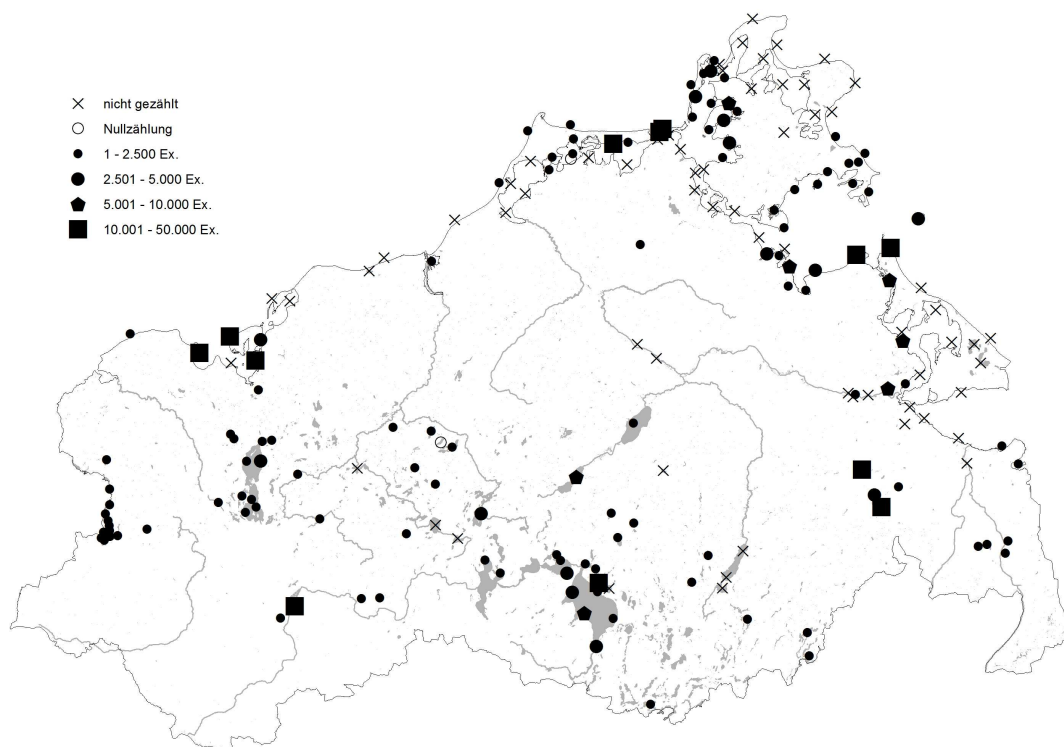 nicht gezählt
Nullzählung
1 - 2.500 Ex.
2.501 - 5.000 Ex.
5.001 - 10.000 Ex.
10.001 - 50.000 Ex.